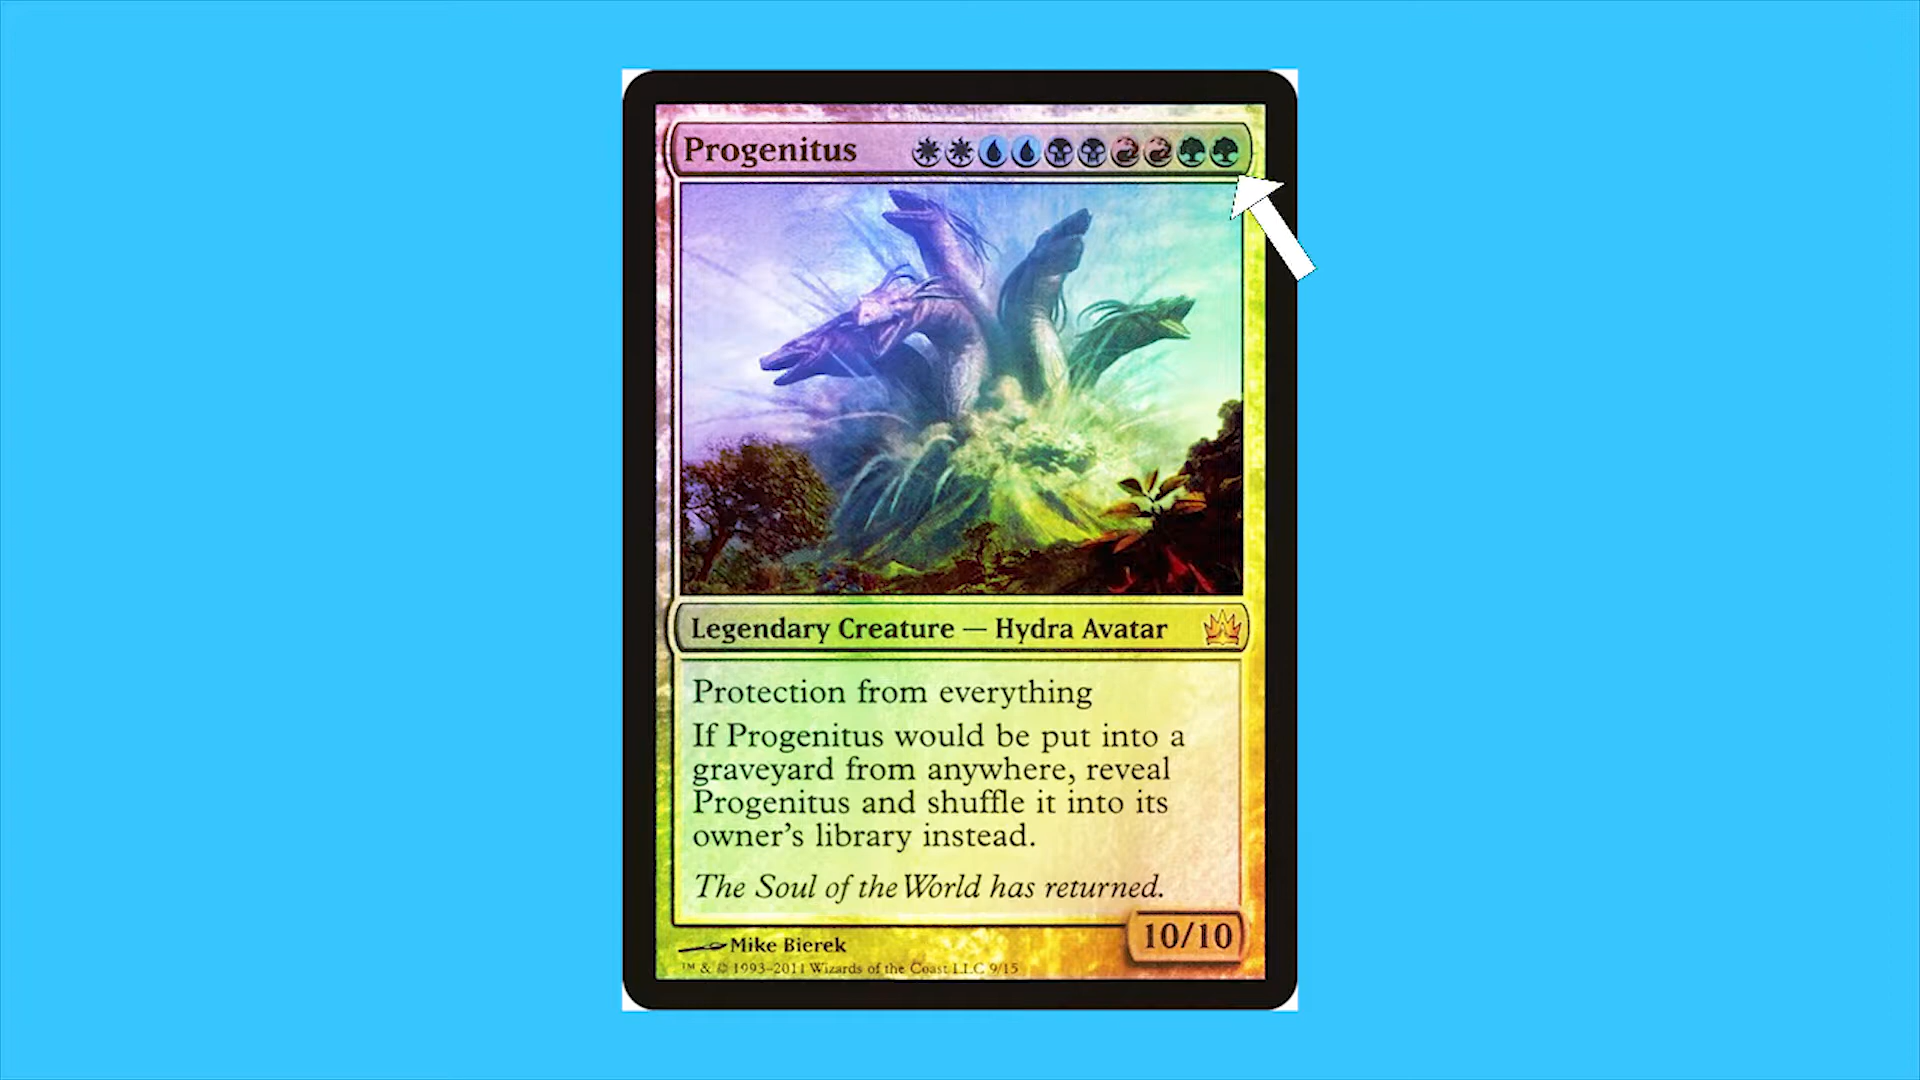 Progenitus
Legendary Creature — Hydra Avatar
Protection from everything
If Progenitus would be put into a
graveyard from anywhere, reveal
Progenitus and shuffle it into its
owner's library instead.
The Soul of the World has returned.
10/10
Mike Bierek
™ & © 1993–2011 Wizards of the Coast LLC 9/15